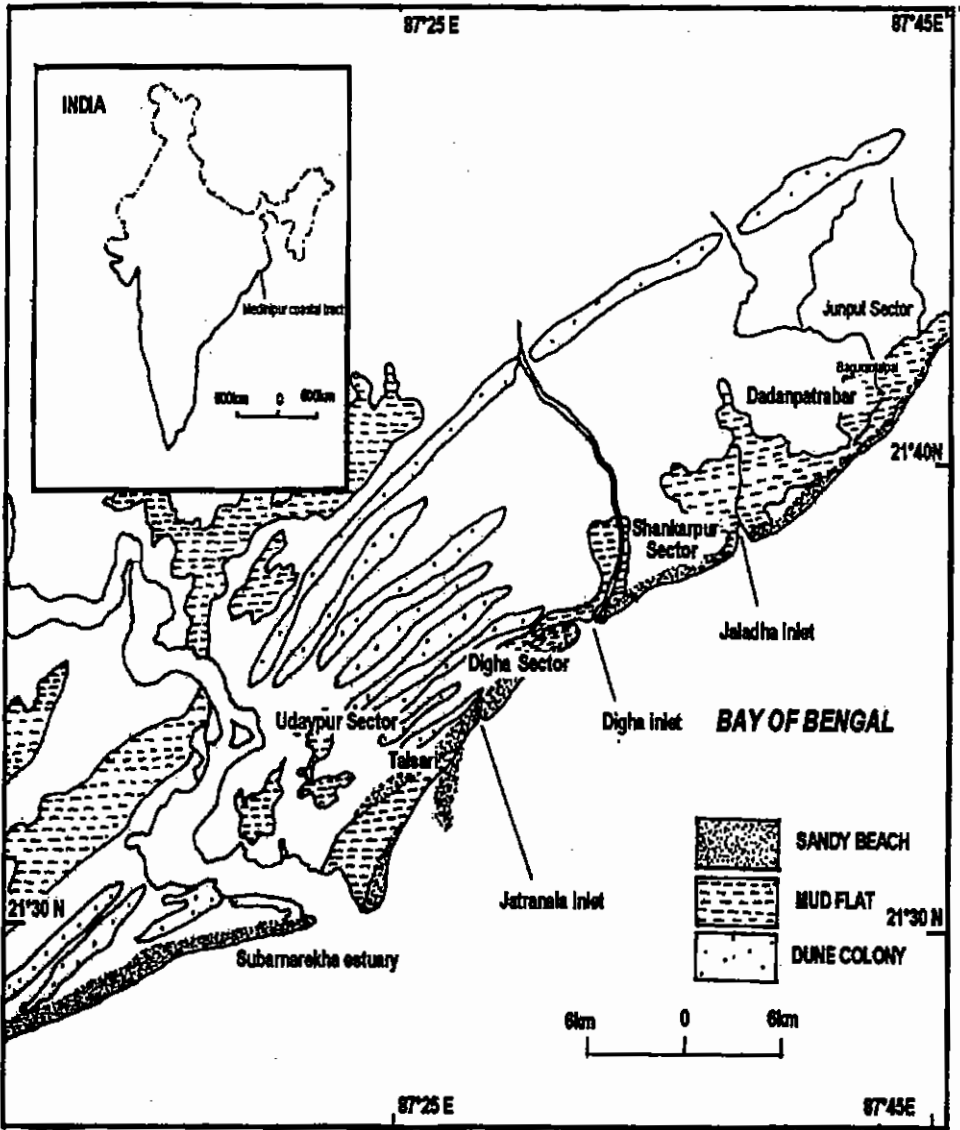 87°25 E
87°45E
INDIA
Medinipur coastal tract
600km 0 600km
Junput Sector
Dadanpatrabar
21°40N
Shankarpur
Sector
Jaladha inlet
Digha Sector
Udaypur Sector
Digha inlet
BAY OF BENGAL
Talsari
SANDY BEACH
MUD FLAT
Jatranala inlet
21°30 N
21°30 N
DUNE COLONY
Subarnarekha estuary
6km 0 6km
87°25 E
87°45E